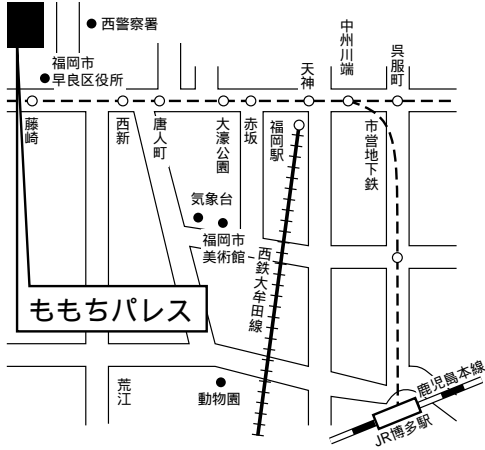 西警察署
福岡市
早良区役所
藤崎
西新
唐人町
大濠公園
赤坂
福岡駅
天神
中州川端
呉服町
市営地下鉄
気象台
福岡市
美術館
西鉄大牟田線
ももちパレス
荒江
動物園
鹿児島本線
JR博多駅